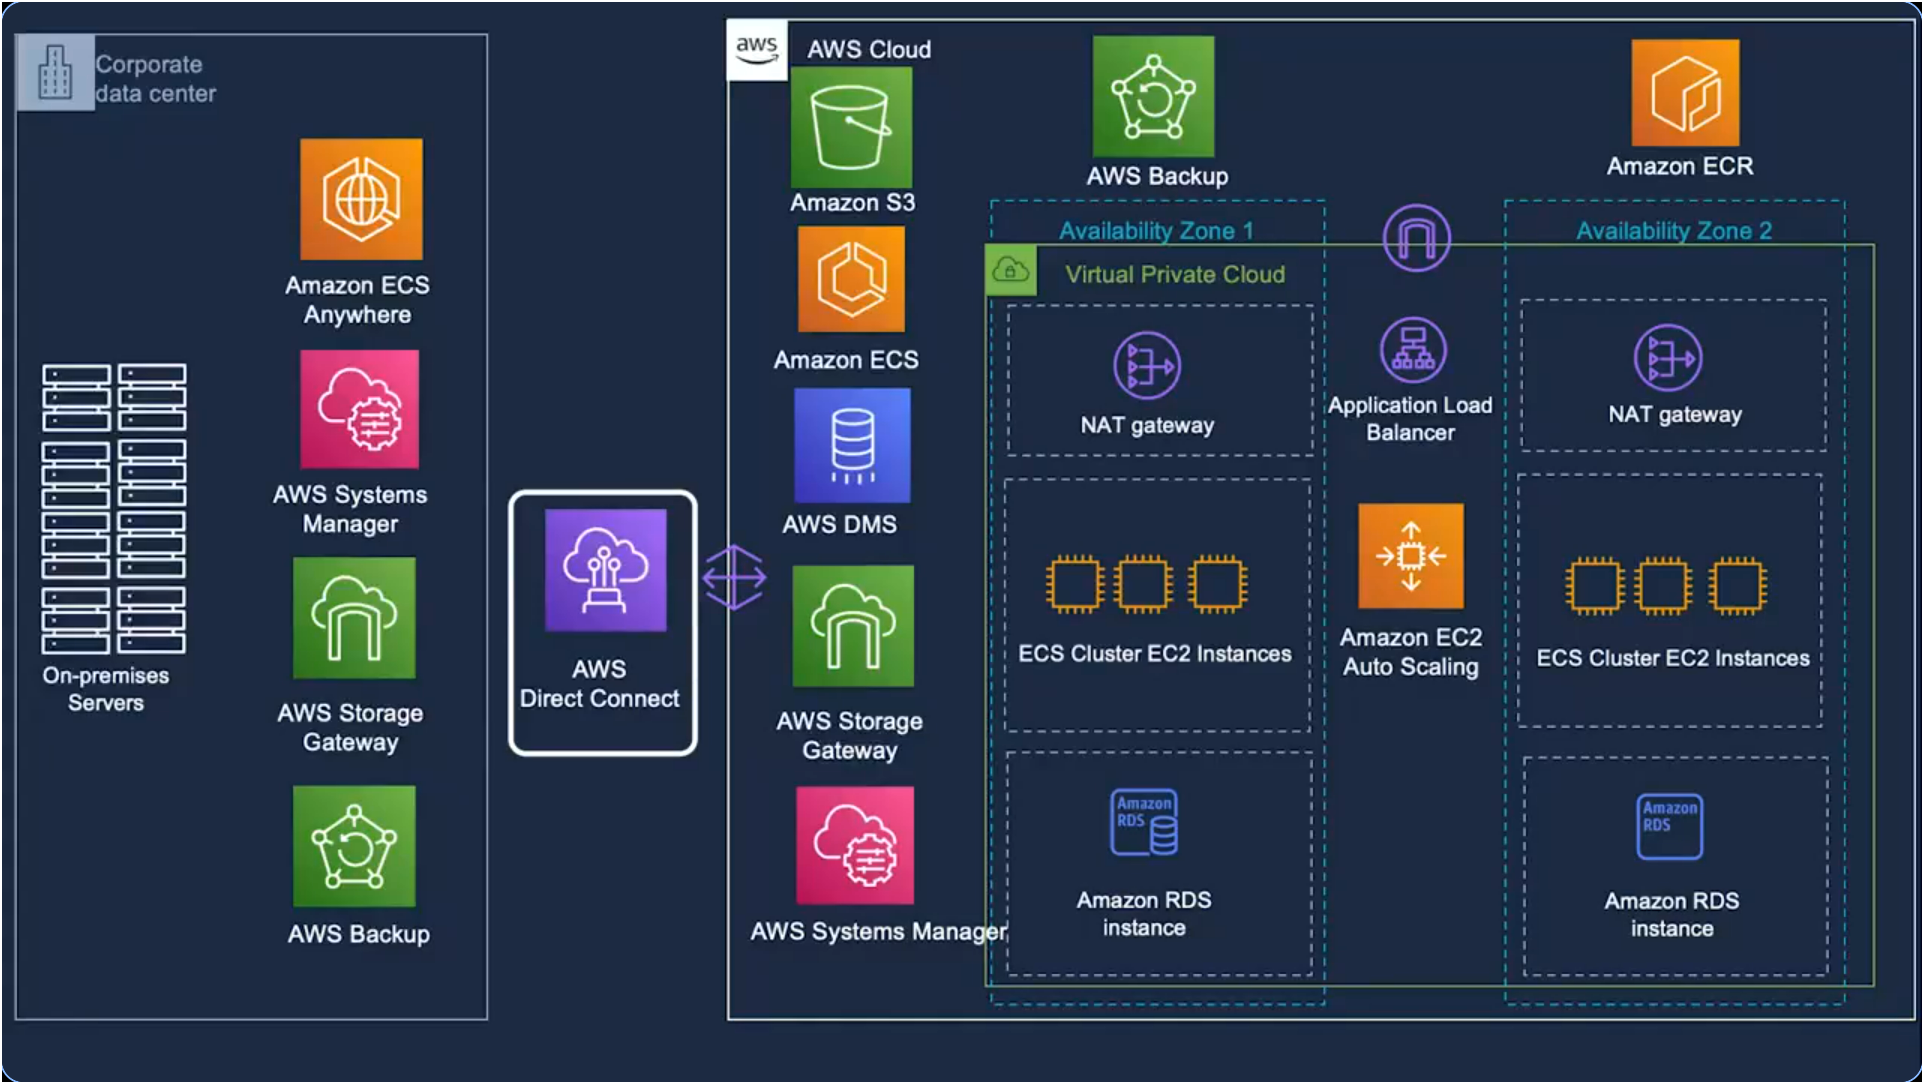 Corporate
data center
Amazon ECS
Anywhere
AWS Systems
Manager
On-premises
Servers
AWS Storage
Gateway
AWS Backup
AWS
Direct Connect
aws
AWS Cloud
Amazon S3
Amazon ECS
AWS DMS
AWS Storage
Gateway
AWS Systems Manager
AWS Backup
Amazon ECR
Availability Zone 1
Virtual Private Cloud
NAT gateway
ECS Cluster EC2 Instances
Amazon
RDS
Amazon RDS
instance
Application Load
Balancer
Amazon EC2
Auto Scaling
Availability Zone 2
NAT gateway
ECS Cluster EC2 Instances
Amazon
RDS
Amazon RDS
instance